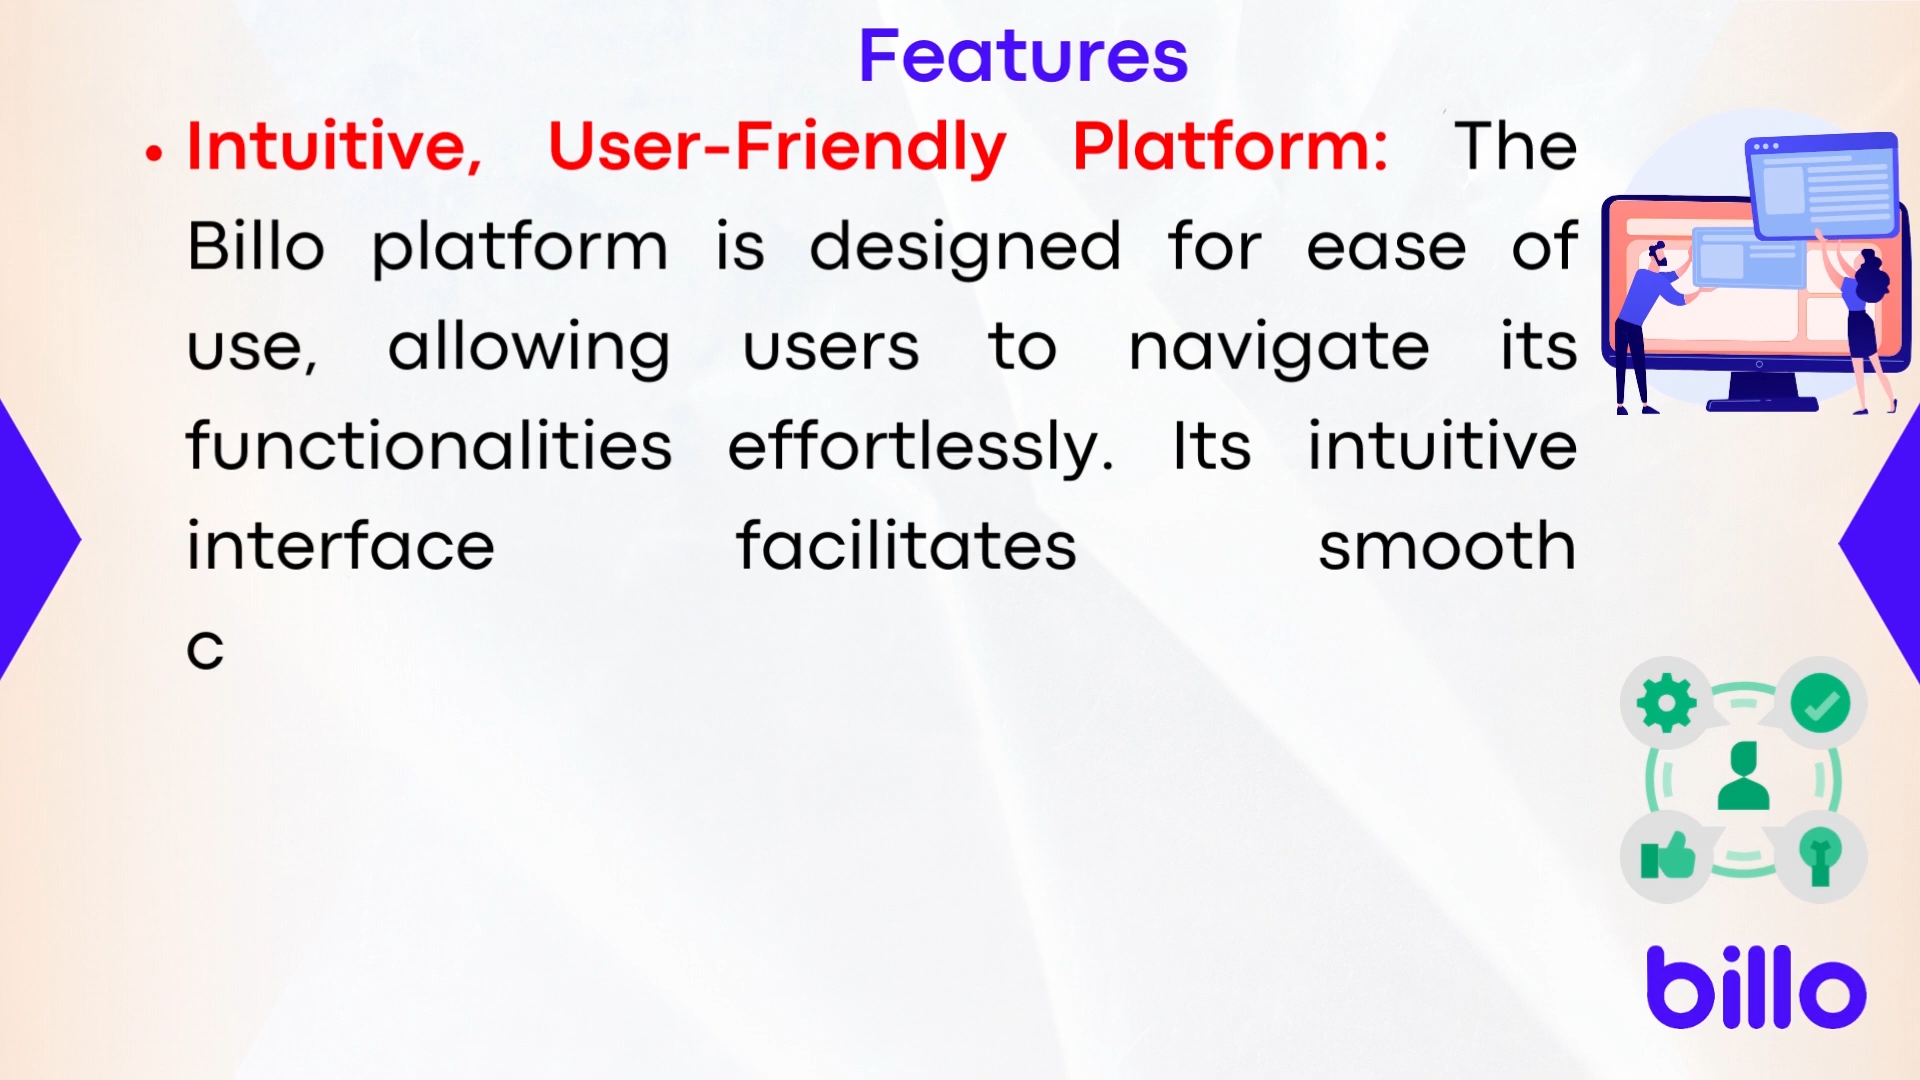 Features
• Intuitive, User-Friendly Platform: The
Billo platform is designed for ease of
use, allowing users to navigate its
functionalities effortlessly. Its intuitive
interface facilitates smooth
c
billo